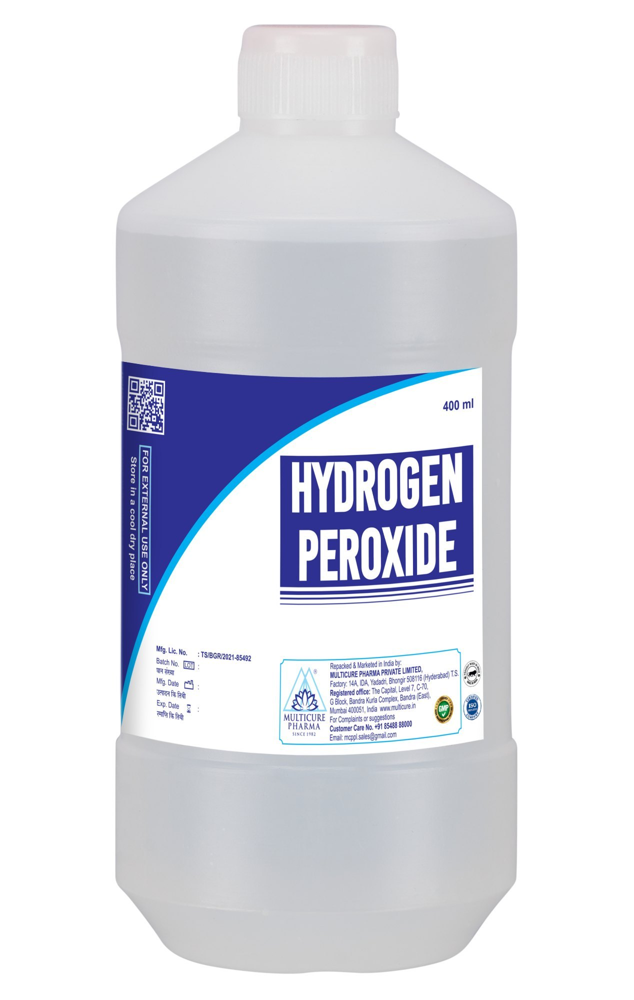 400 ml
HYDROGEN
PEROXIDE
FOR EXTERNAL USE ONLY
Store in a cool dry place
Mfg. Lic. No. : TS/BGR/2021-85492
Batch No. LOT :
घान संख्या
Mfg. Date :
उत्पादन कि तिथी
Exp. Date :
स्माप्ति कि तिथी
®
MULTICURE
PHARMA
SINCE 1982
Repacked & Marketed in India by:
MULTICURE PHARMA PRIVATE LIMITED,
Factory: 14A, IDA, Yadadri, Bhongir 508116 (Hyderabad) T.S.
Registered office: The Capital, Level 7, C-70,
G Block, Bandra Kurla Complex, Bandra (East),
Mumbai 400051, India www.multicure.in
For Complaints or suggestions
Customer Care No. +91 85488 88000
Email: mcppl.sales@gmail.com
GMP
CERTIFIED
ISO
COMPANY